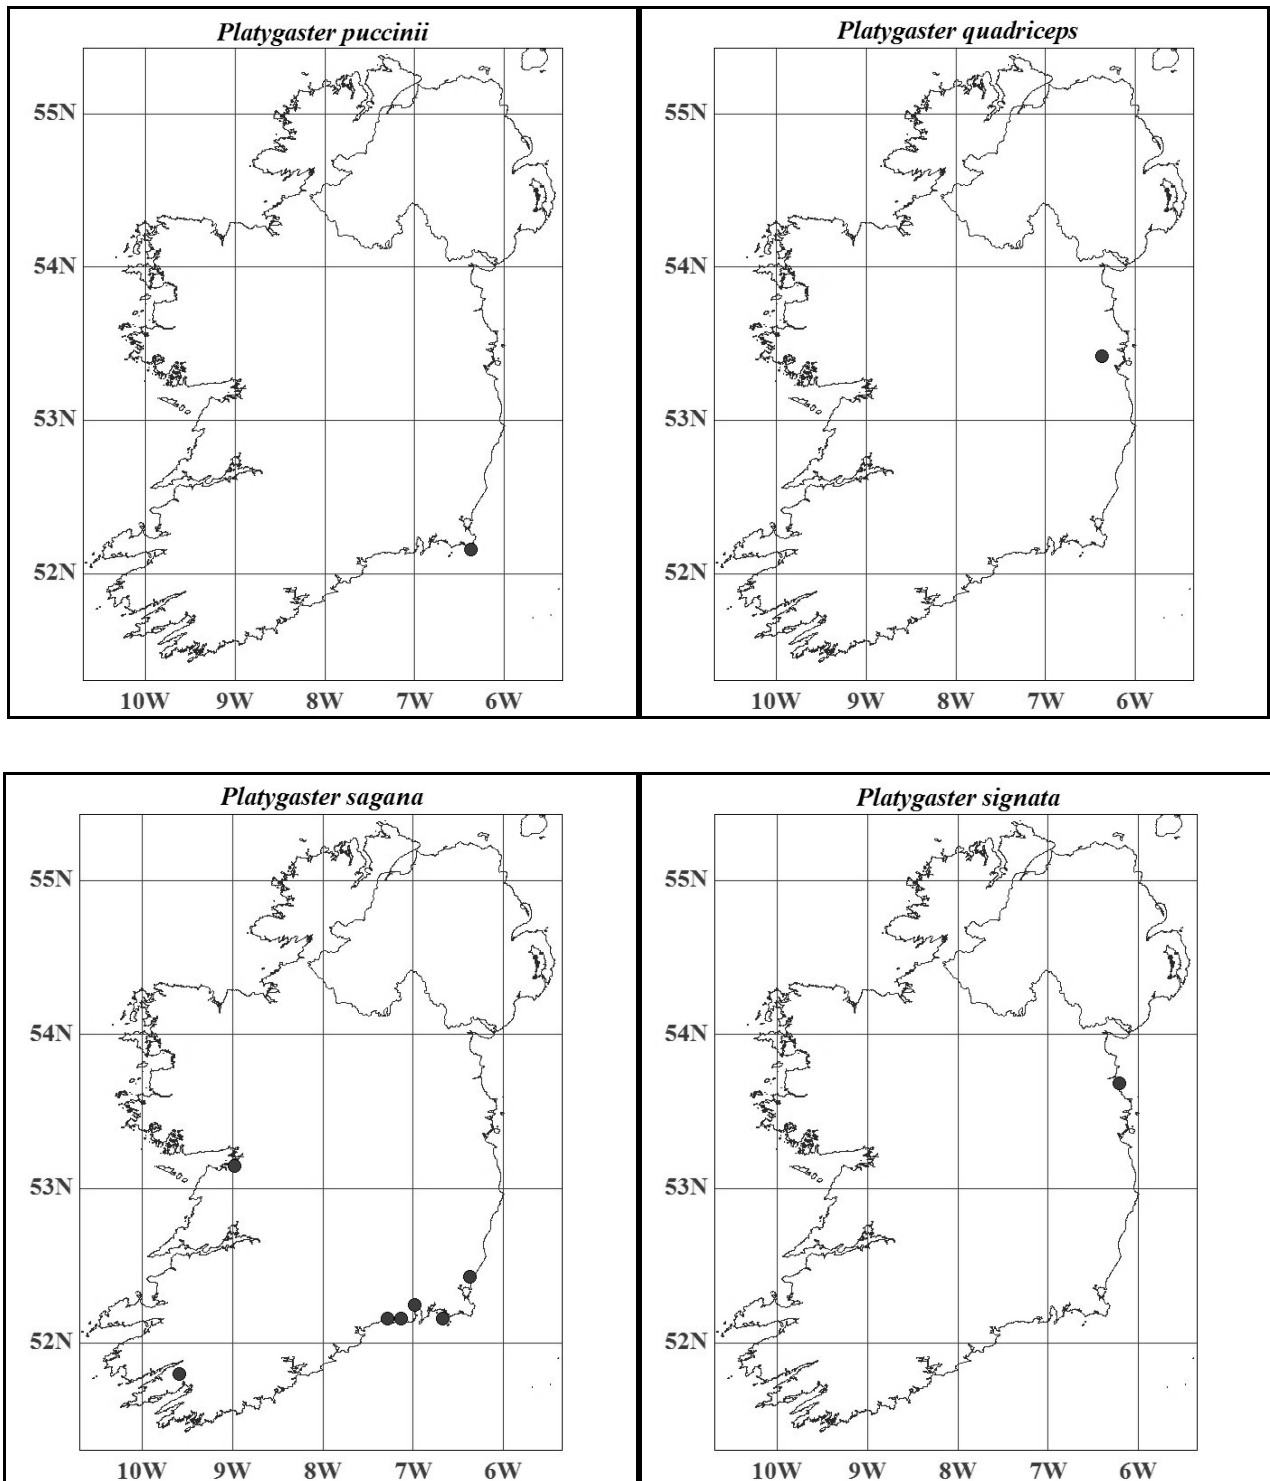 Platygaster puccinii
55N
54N
53N
52N
10W 9W 8W 7W 6W
Platygaster quadriceps
55N
54N
53N
52N
10W 9W 8W 7W 6W
Platygaster sagana
55N
54N
53N
52N
10W 9W 8W 7W 6W
Platygaster signata
55N
54N
53N
52N
10W 9W 8W 7W 6W